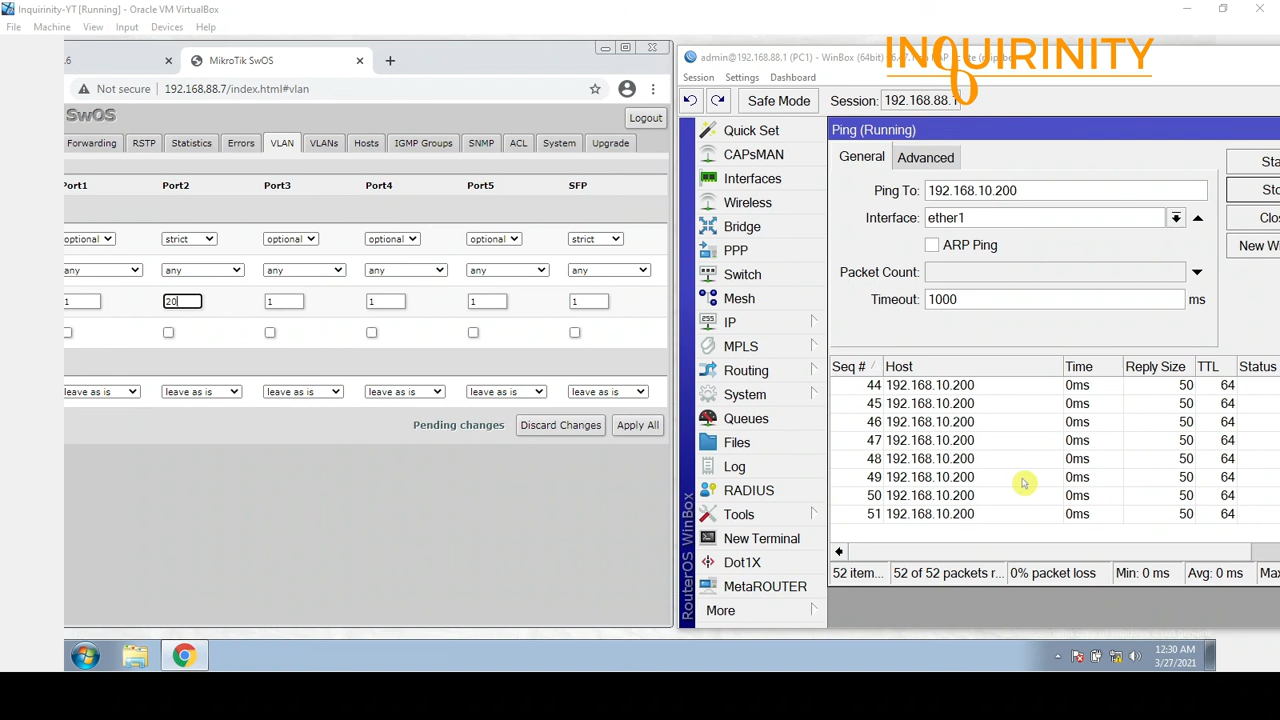 Inquirinity-YT [Running] - Oracle VM VirtualBox
File Machine View Input Devices Help
INQUIRINITY
.6
MikroTik SwOS
Not secure 192.168.88.7/index.html#vlan
SwOS
Logout
Forwarding RSTP Statistics Errors VLAN VLANs Hosts IGMP Groups SNMP ACL System Upgrade
Port1 Port2 Port3 Port4 Port5 SFP
optional strict optional optional optional strict
any any any any any any
1 20 1 1 1 1
leave as is leave as is leave as is leave as is leave as is leave as is
Pending changes Discard Changes Apply All
admin@192.168.88.1 (PC1) - WinBox (64bit)
Session Settings Dashboard
Safe Mode Session: 192.168.88.1
RouterOS WinBox
Quick Set
CAPsMAN
Interfaces
Wireless
Bridge
PPP
Switch
Mesh
IP
MPLS
Routing
System
Queues
Files
Log
RADIUS
Tools
New Terminal
Dot1X
MetaROUTER
More
Ping (Running)
General Advanced
Ping To: 192.168.10.200
Interface: ether1
ARP Ping
Packet Count:
Timeout: 1000 ms
Sta
Sto
Clo
New W
Seq # Host Time Reply Size TTL Status
44 192.168.10.200 0ms 50 64
45 192.168.10.200 0ms 50 64
46 192.168.10.200 0ms 50 64
47 192.168.10.200 0ms 50 64
48 192.168.10.200 0ms 50 64
49 192.168.10.200 0ms 50 64
50 192.168.10.200 0ms 50 64
51 192.168.10.200 0ms 50 64
52 item... 52 of 52 packets r... 0% packet loss Min: 0 ms Avg: 0 ms Max
12:30 AM
3/27/2021